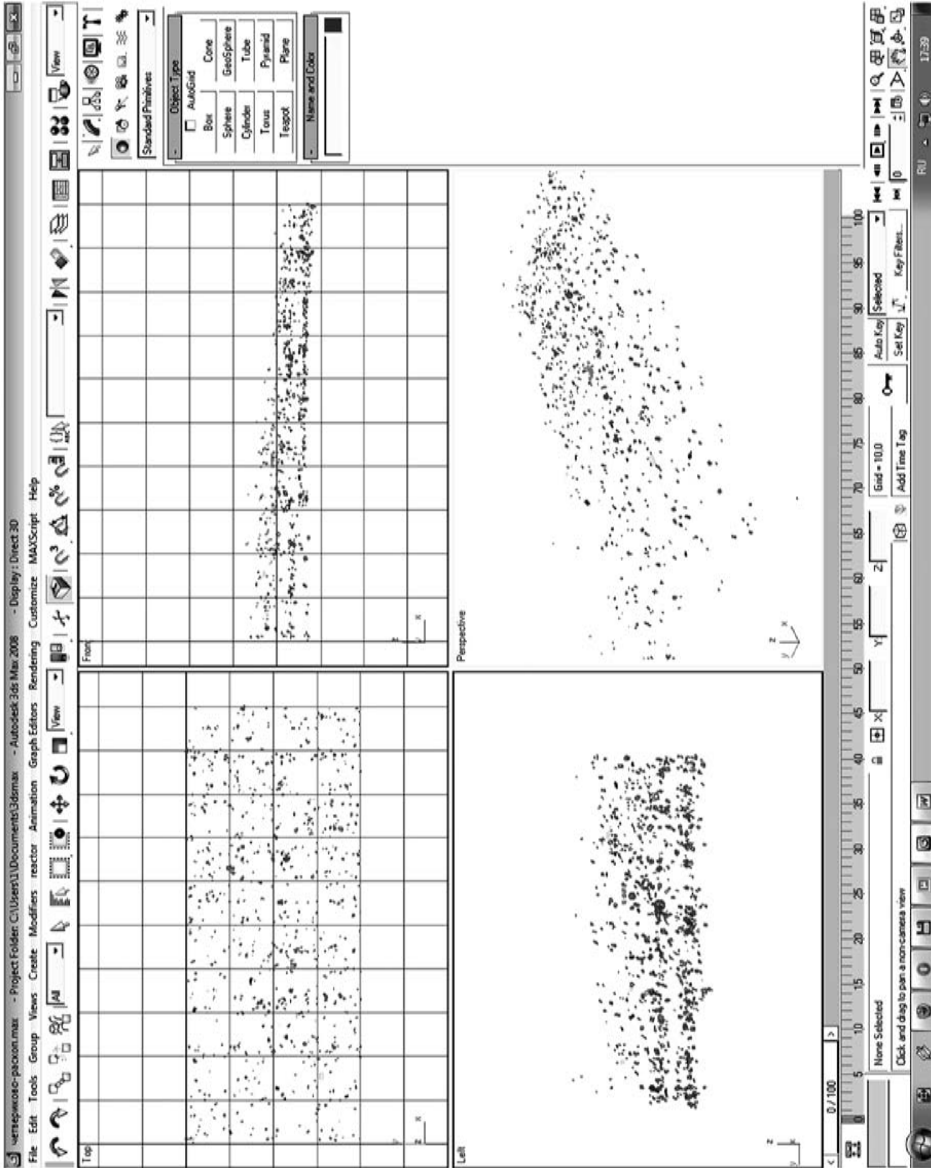 четвериково-раскоп.max - Project Folder: C:\Users\1\Documents\3dsmax - Autodesk 3ds Max 2008 - Display : Direct 3D
File Edit Tools Group Views Create Modifiers reactor Animation Graph Editors Rendering Customize MAXScript Help
All
View
ABC
View
Top
Front
Standard Primitives
- Object Type
AutoGrid
Box Cone
Sphere GeoSphere
Cylinder Tube
Torus Pyramid
Teapot Plane
- Name and Color
z
x
z
x
Left
Perspective
z
y
z
y x
< 0 / 100 >
0 5 10 15 20 25 30 35 40 45 50 55 60 65 70 75 80 85 90 95 100
None Selected
X: Y: Z:
Grid = 10,0
Auto Key Selected
Click and drag to pan a non-camera view
Add Time Tag
Set Key Key Filters...
0
RU
17:39